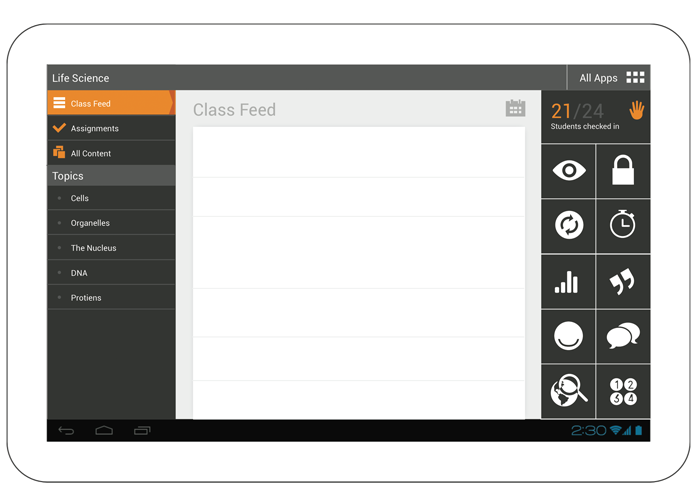 Life Science
All Apps
Class Feed
Assignments
All Content
Topics
Cells
Organelles
The Nucleus
DNA
Protiens
Class Feed
21/24
Students checked in
1 2
3 4
2:30